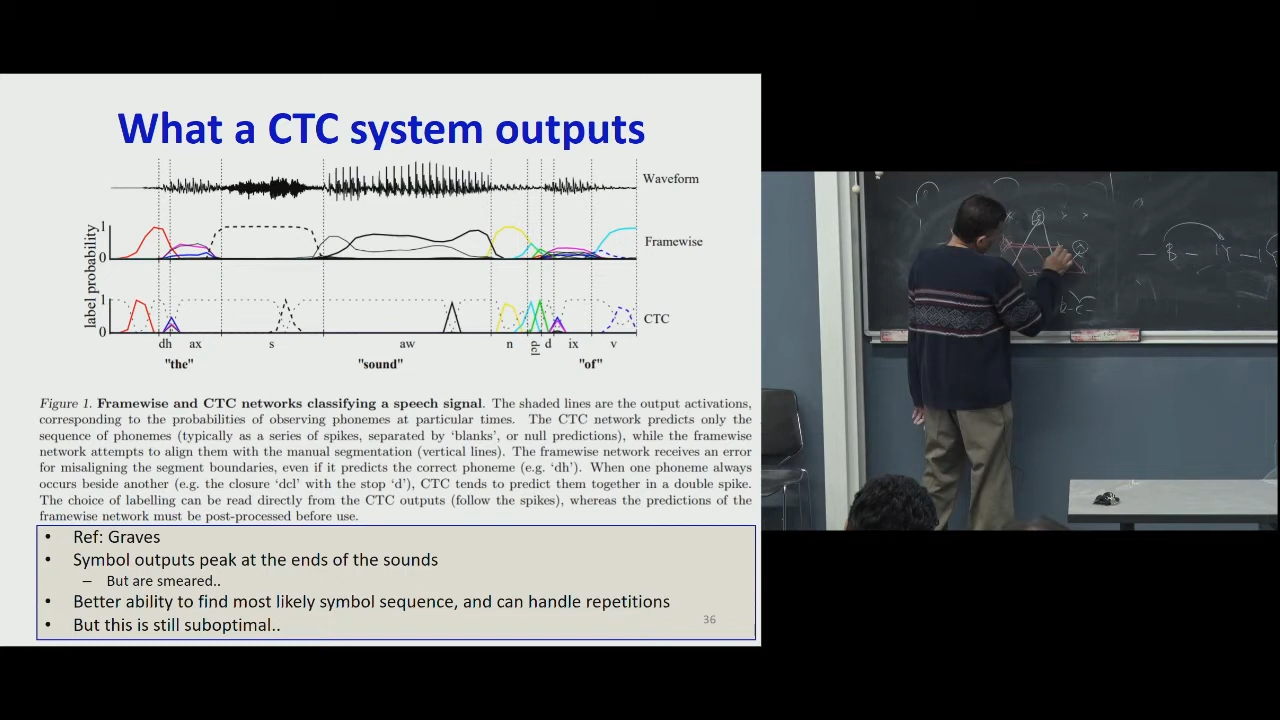 What a CTC system outputs
Waveform
label probability
1
0
Framewise
1
0
CTC
dh ax s aw n dcl d ix v
"the" "sound" "of"
Figure 1. Framewise and CTC networks classifying a speech signal. The shaded lines are the output activations,
corresponding to the probabilities of observing phonemes at particular times. The CTC network predicts only the
sequence of phonemes (typically as a series of spikes, separated by ‘blanks’, or null predictions), while the framewise
network attempts to align them with the manual segmentation (vertical lines). The framewise network receives an error
for misaligning the segment boundaries, even if it predicts the correct phoneme (e.g. ‘dh’). When one phoneme always
occurs beside another (e.g. the closure ‘dcl’ with the stop ‘d’), CTC tends to predict them together in a double spike.
The choice of labelling can be read directly from the CTC outputs (follow the spikes), whereas the predictions of the
framewise network must be post-processed before use.
• Ref: Graves
• Symbol outputs peak at the ends of the sounds
– But are smeared..
• Better ability to find most likely symbol sequence, and can handle repetitions
• But this is still suboptimal..
36
– B – IY –